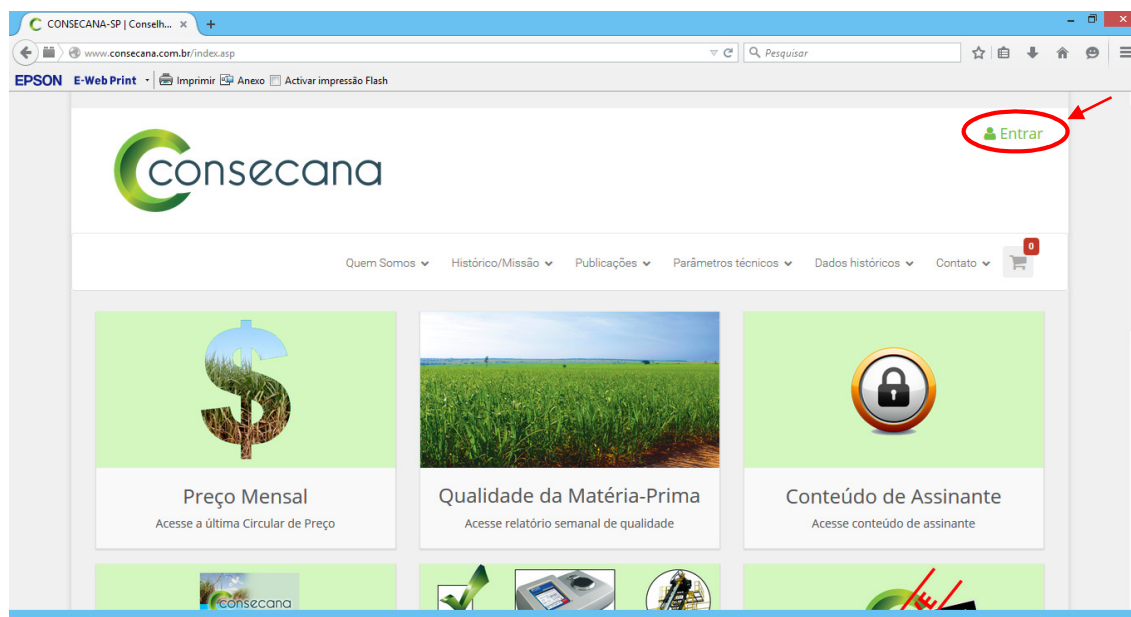 CONSECANA-SP | Conselh...
www.consecana.com.br/index.asp
Pesquisar
EPSON E-Web Print Imprimir Anexo Activar impressão Flash
Entrar
consecana
0
Quem Somos Histórico/Missão Publicações Parâmetros técnicos Dados históricos Contato
$
Preço Mensal
Acesse a última Circular de Preço
Qualidade da Matéria-Prima
Acesse relatório semanal de qualidade
Conteúdo de Assinante
Acesse conteúdo de assinante
consecana